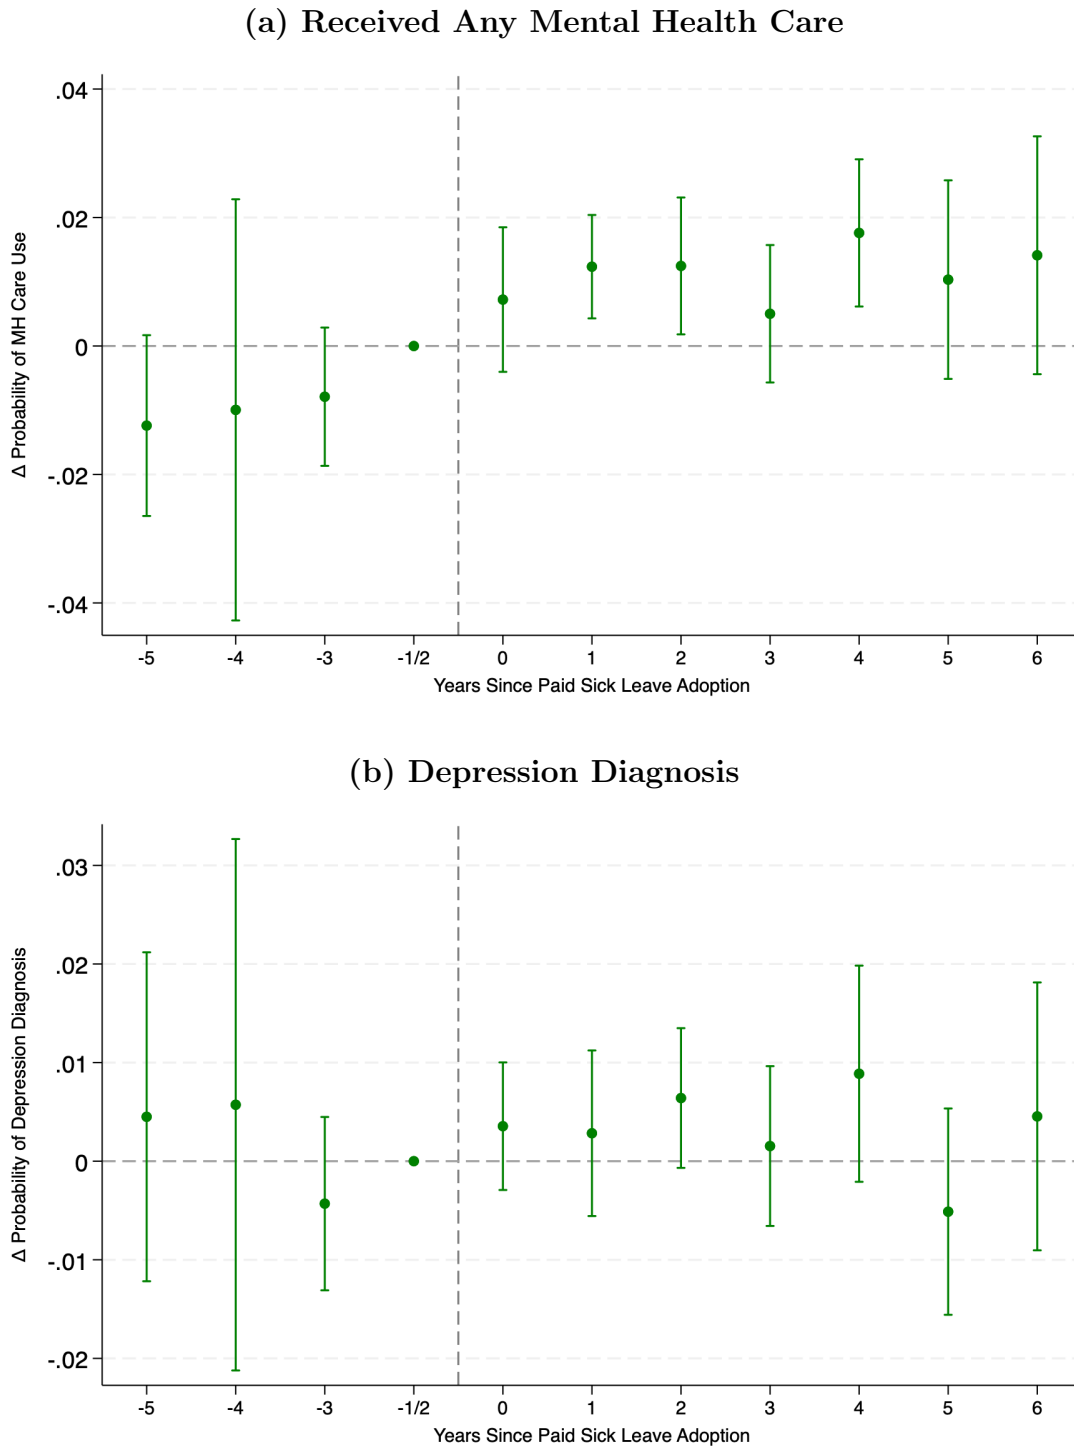 (a) Received Any Mental Health Care
Δ Probability of MH Care Use
.04
.02
0
-.02
-.04
-5 -4 -3 -1/2 0 1 2 3 4 5 6
Years Since Paid Sick Leave Adoption
(b) Depression Diagnosis
Δ Probability of Depression Diagnosis
.03
.02
.01
0
-.01
-.02
-5 -4 -3 -1/2 0 1 2 3 4 5 6
Years Since Paid Sick Leave Adoption